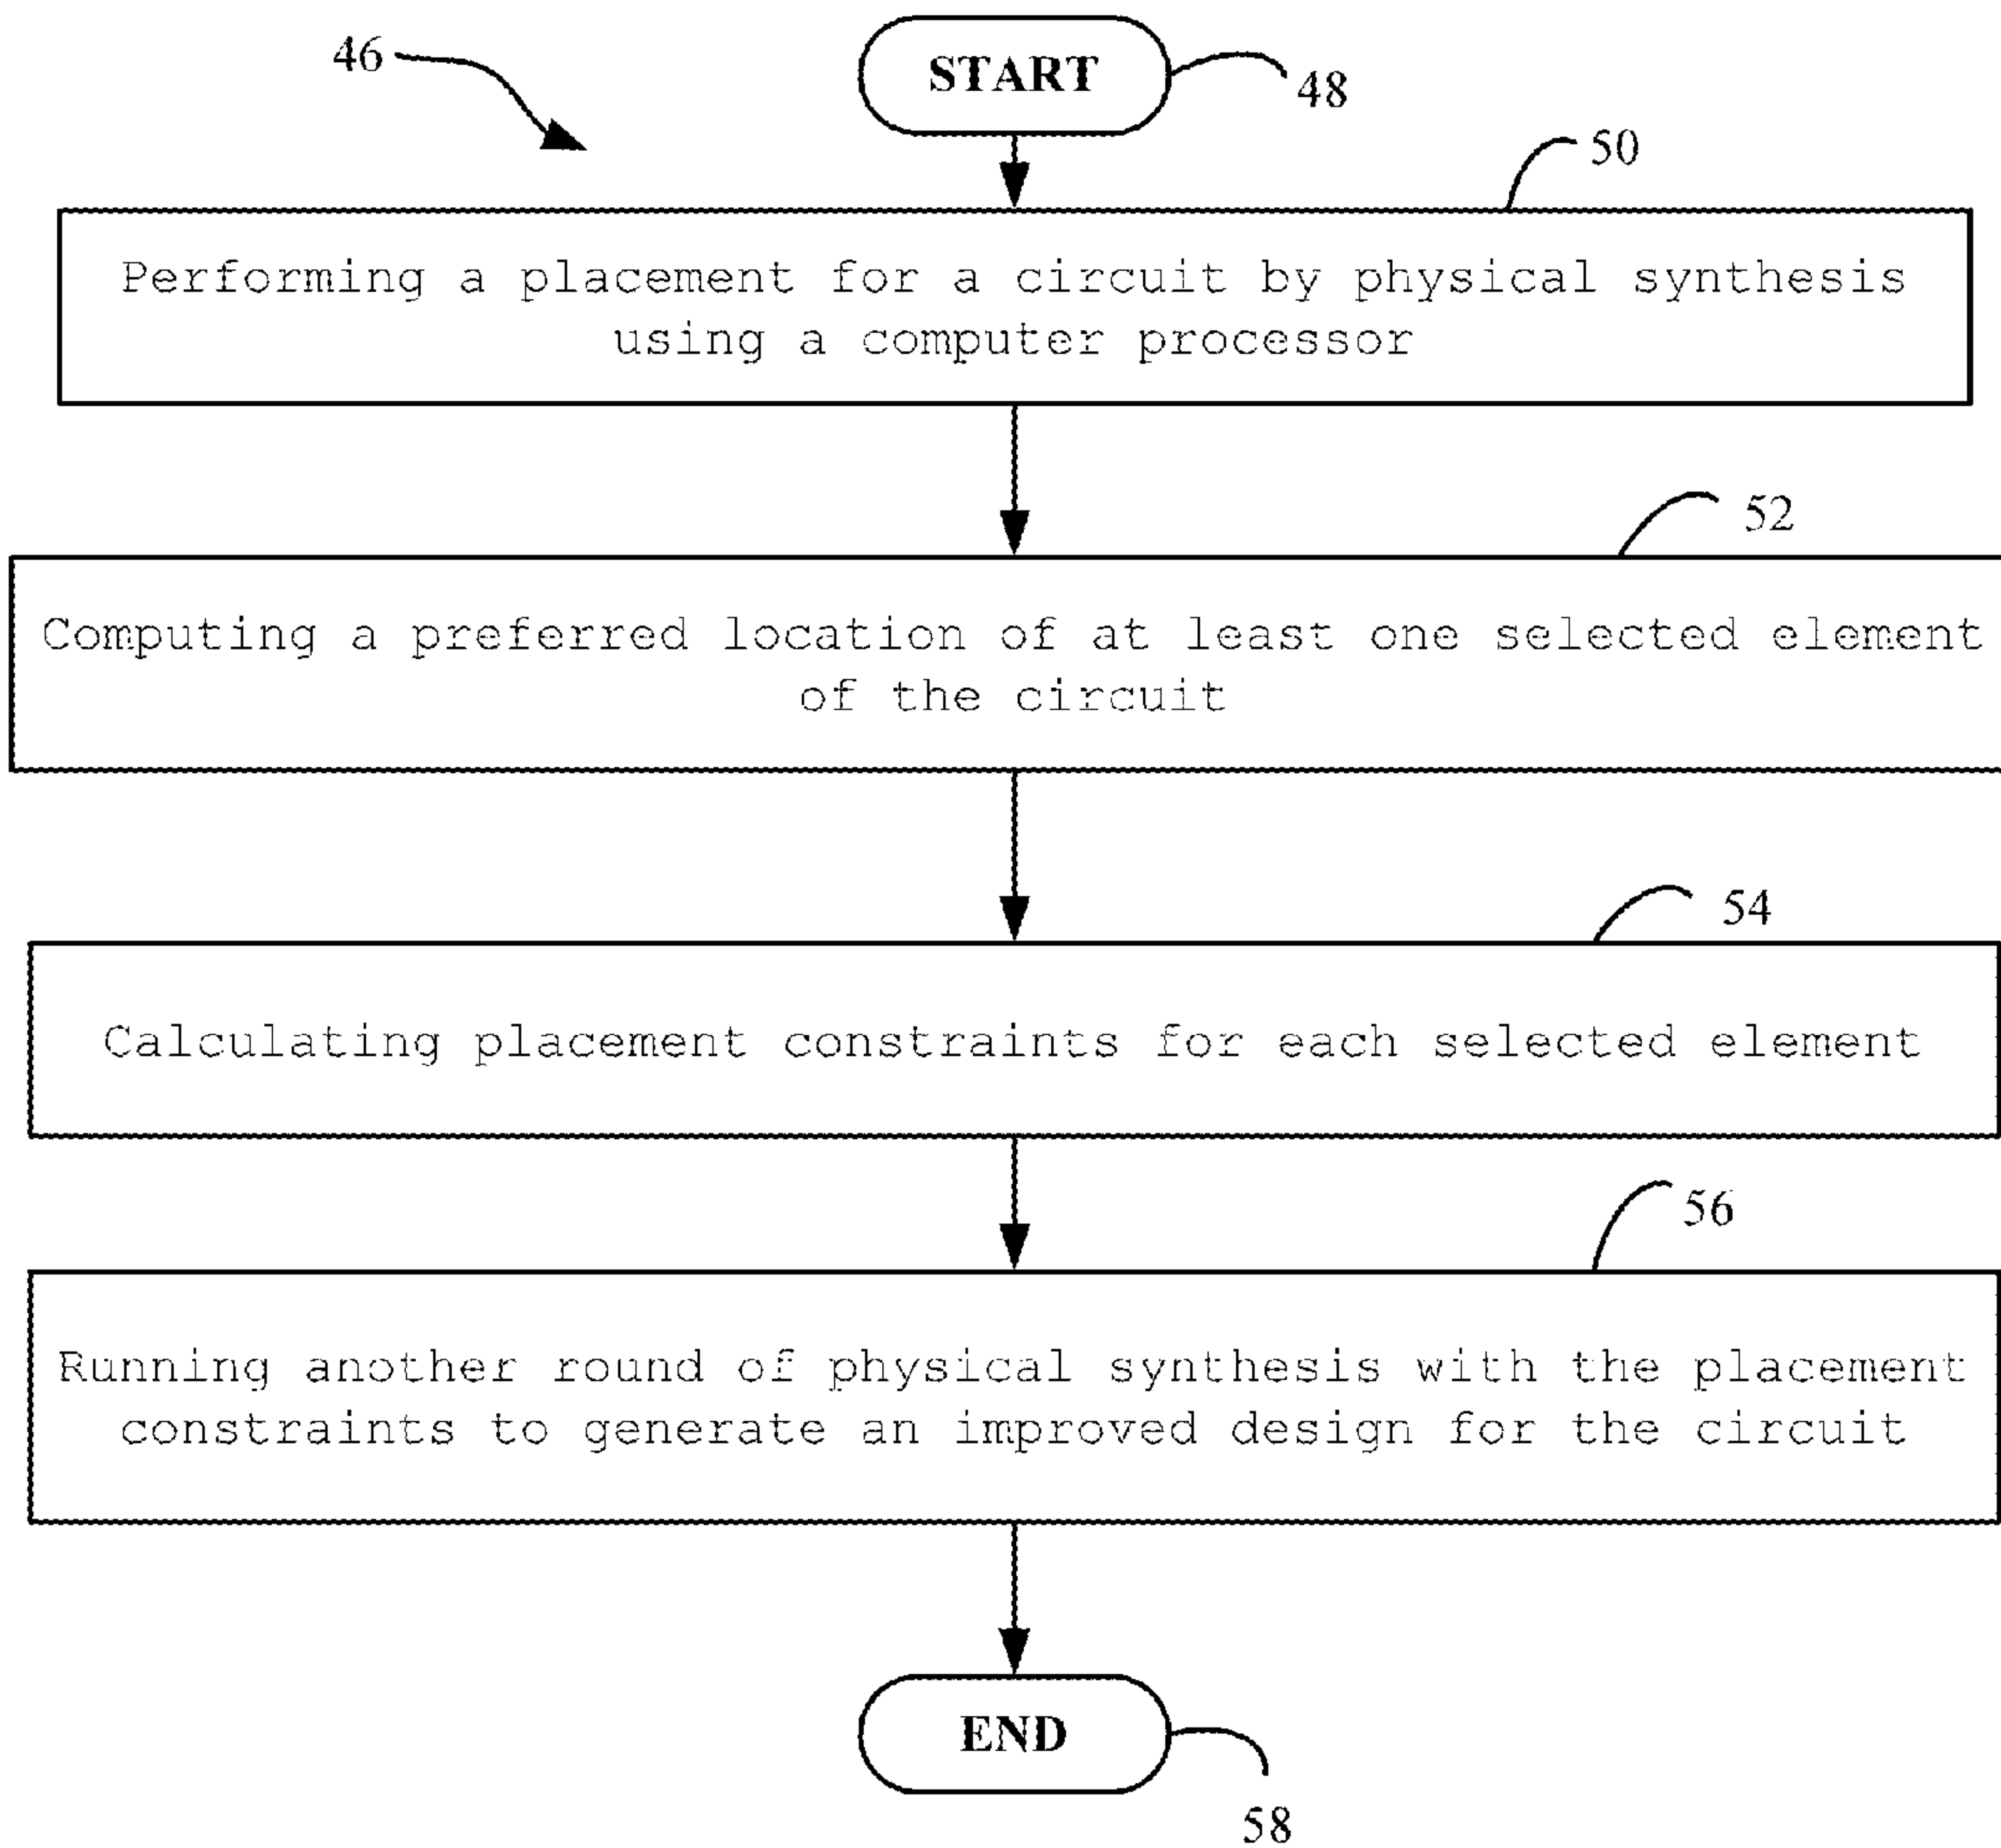 46
START
48
50
Performing a placement for a circuit by physical synthesis
using a computer processor
52
Computing a preferred location of at least one selected element
of the circuit
54
Calculating placement constraints for each selected element
56
Running another round of physical synthesis with the placement
constraints to generate an improved design for the circuit
END
58